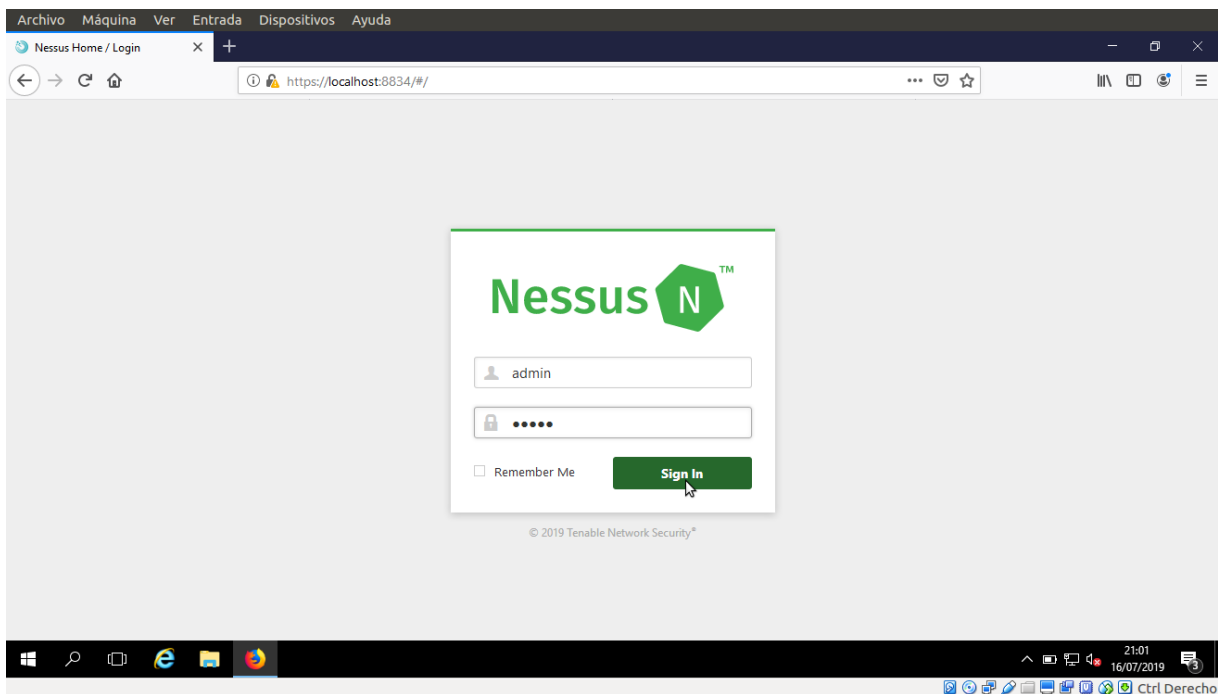 Archivo Máquina Ver Entrada Dispositivos Ayuda
Nessus Home / Login
https://localhost:8834/#/
Nessus N ™
admin
•••••
Remember Me
Sign In
© 2019 Tenable Network Security®
21:01
16/07/2019
3
Ctrl Derecho